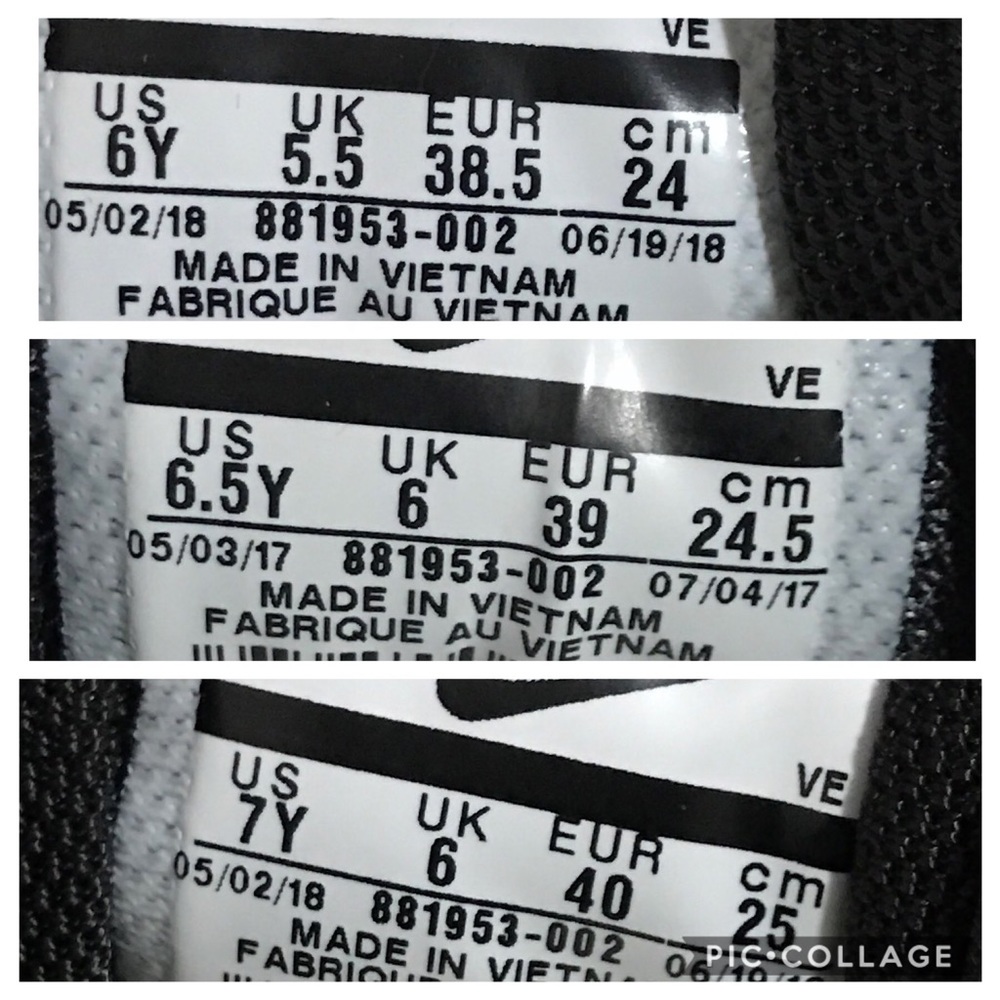 VE
US UK EUR cm
6Y 5.5 38.5 24
05/02/18 881953-002 06/19/18
MADE IN VIETNAM
FABRIQUE AU VIETNAM
VE
US UK EUR cm
6.5Y 6 39 24.5
05/03/17 881953-002 07/04/17
MADE IN VIETNAM
FABRIQUE AU VIETNAM
VE
US UK EUR cm
7Y 6 40 25
05/02/18 881953-002
MADE IN VIETNAM
FABRIQUE
PIC•COLLAGE